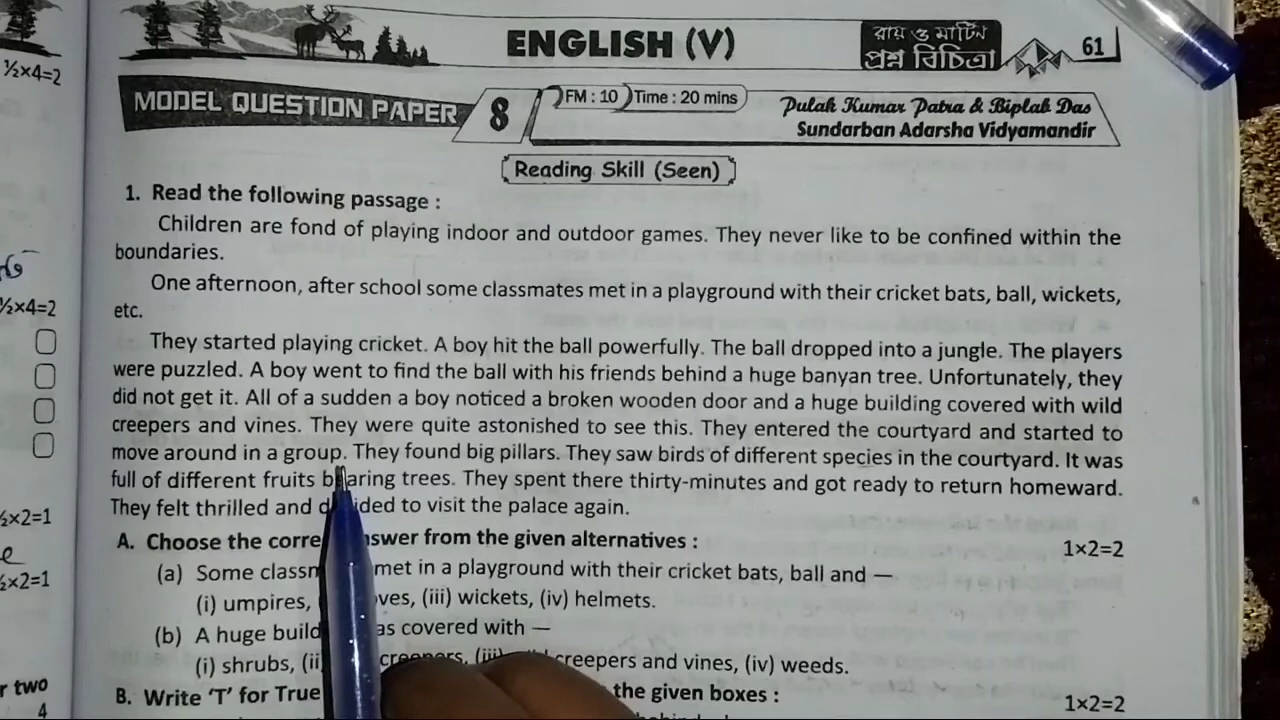 ½×4=2
½×4=2
½×2=1
½×2=1
r two
4
ENGLISH (V)
রায় ও মার্টিন
প্রশ্ন বিচিত্রা
61
MODEL QUESTION PAPER 8
FM : 10 Time : 20 mins
Pulak Kumar Patra & Biplab Das
Sundarban Adarsha Vidyamandir
Reading Skill (Seen)
1. Read the following passage :
Children are fond of playing indoor and outdoor games. They never like to be confined within the
boundaries.
One afternoon, after school some classmates met in a playground with their cricket bats, ball, wickets,
etc.
They started playing cricket. A boy hit the ball powerfully. The ball dropped into a jungle. The players
were puzzled. A boy went to find the ball with his friends behind a huge banyan tree. Unfortunately, they
did not get it. All of a sudden a boy noticed a broken wooden door and a huge building covered with wild
creepers and vines. They were quite astonished to see this. They entered the courtyard and started to
move around in a group. They found big pillars. They saw birds of different species in the courtyard. It was
full of different fruits bearing trees. They spent there thirty-minutes and got ready to return homeward.
They felt thrilled and decided to visit the palace again.
A. Choose the correct answer from the given alternatives : 1×2=2
(a) Some classmates met in a playground with their cricket bats, ball and —
(i) umpires, (iii) wickets, (iv) helmets.
(b) A huge building was covered with —
(i) shrubs, creepers, creepers and vines, (iv) weeds.
B. Write 'T' for True the given boxes : 1×2=2